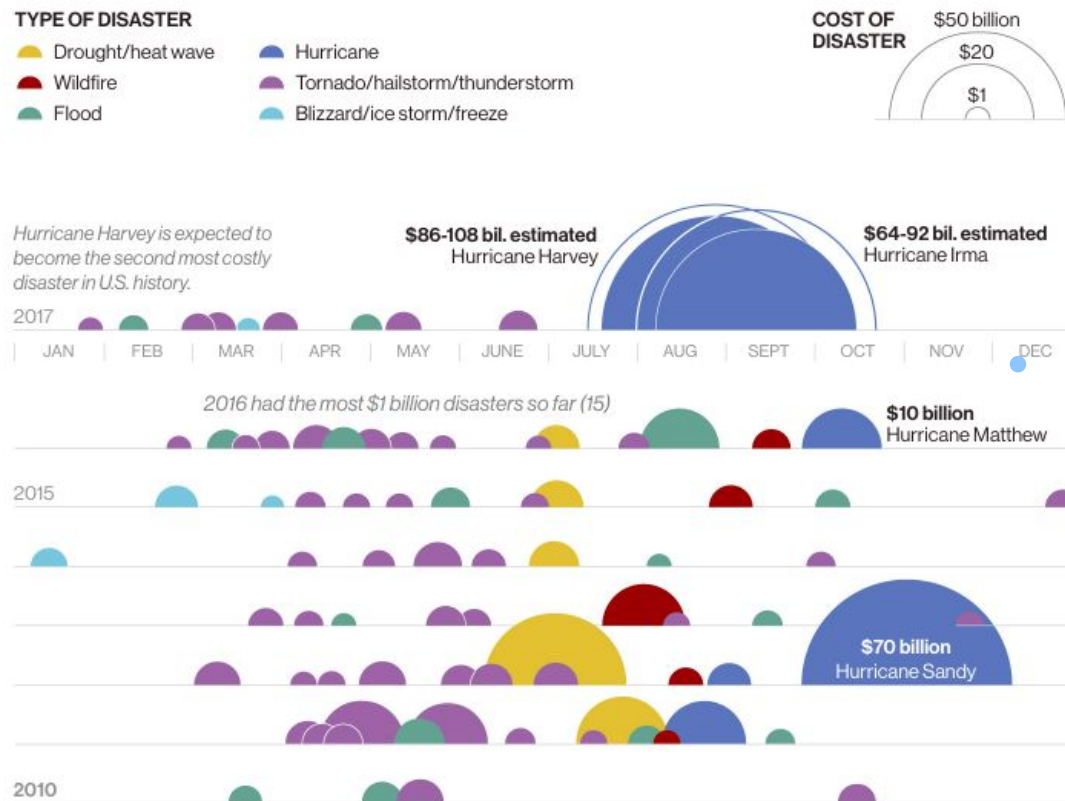 TYPE OF DISASTER
Drought/heat wave
Wildfire
Flood
Hurricane
Tornado/hailstorm/thunderstorm
Blizzard/ice storm/freeze
COST OF
DISASTER
$50 billion
$20
$1
Hurricane Harvey is expected to
become the second most costly
disaster in U.S. history.
$86-108 bil. estimated
Hurricane Harvey
$64-92 bil. estimated
Hurricane Irma
2017
JAN FEB MAR APR MAY JUNE JULY AUG SEPT OCT NOV DEC
2016 had the most $1 billion disasters so far (15)
$10 billion
Hurricane Matthew
2015
$70 billion
Hurricane Sandy
2010